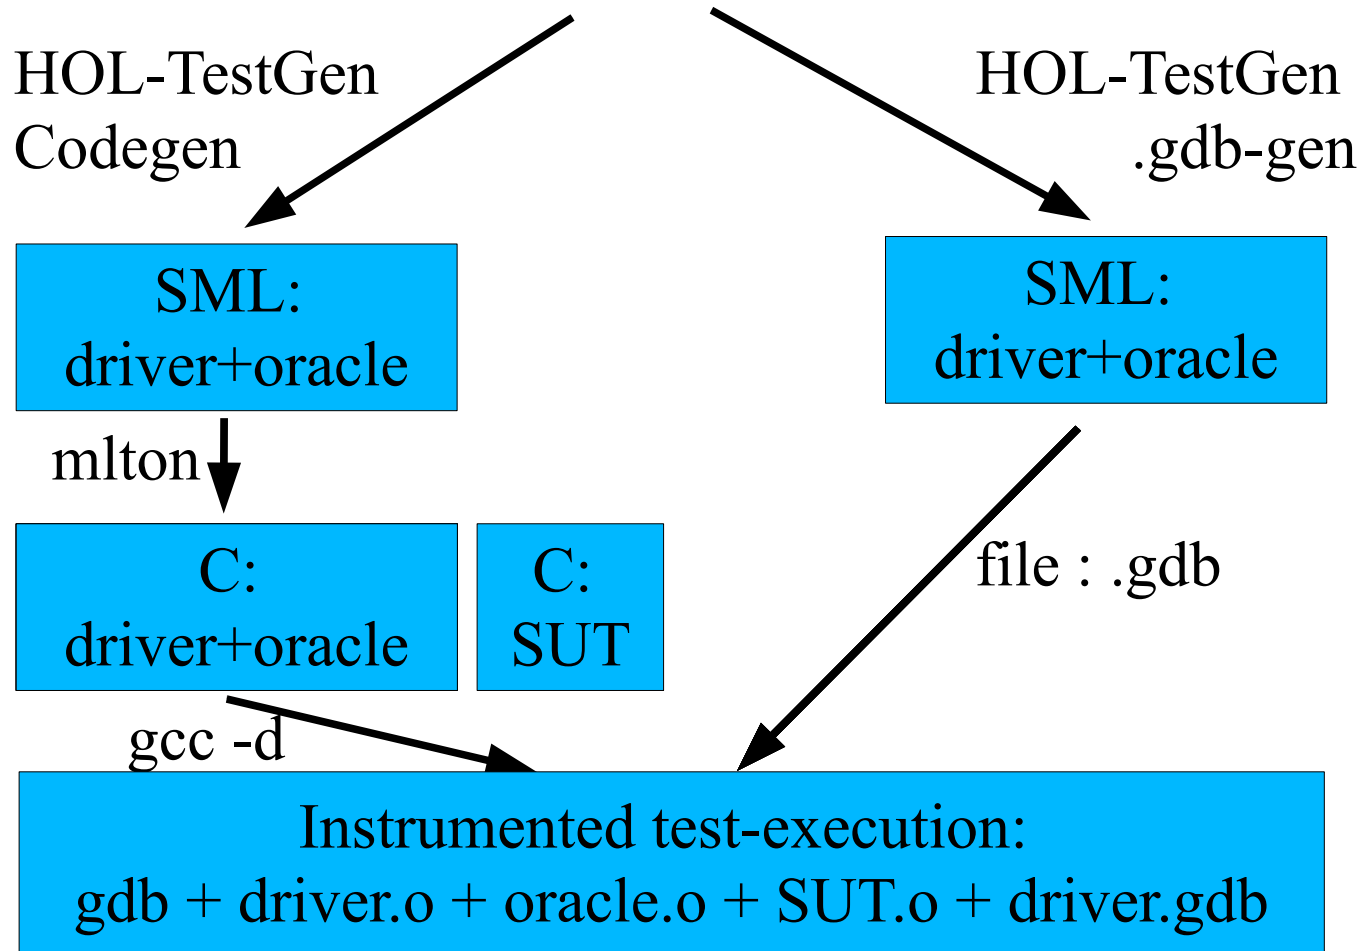 HOL-TestGen
Codegen
HOL-TestGen
.gdb-gen
SML:
driver+oracle
SML:
driver+oracle
mlton
C:
driver+oracle
C:
SUT
file : .gdb
gcc -d
Instrumented test-execution:
gdb + driver.o + oracle.o + SUT.o + driver.gdb